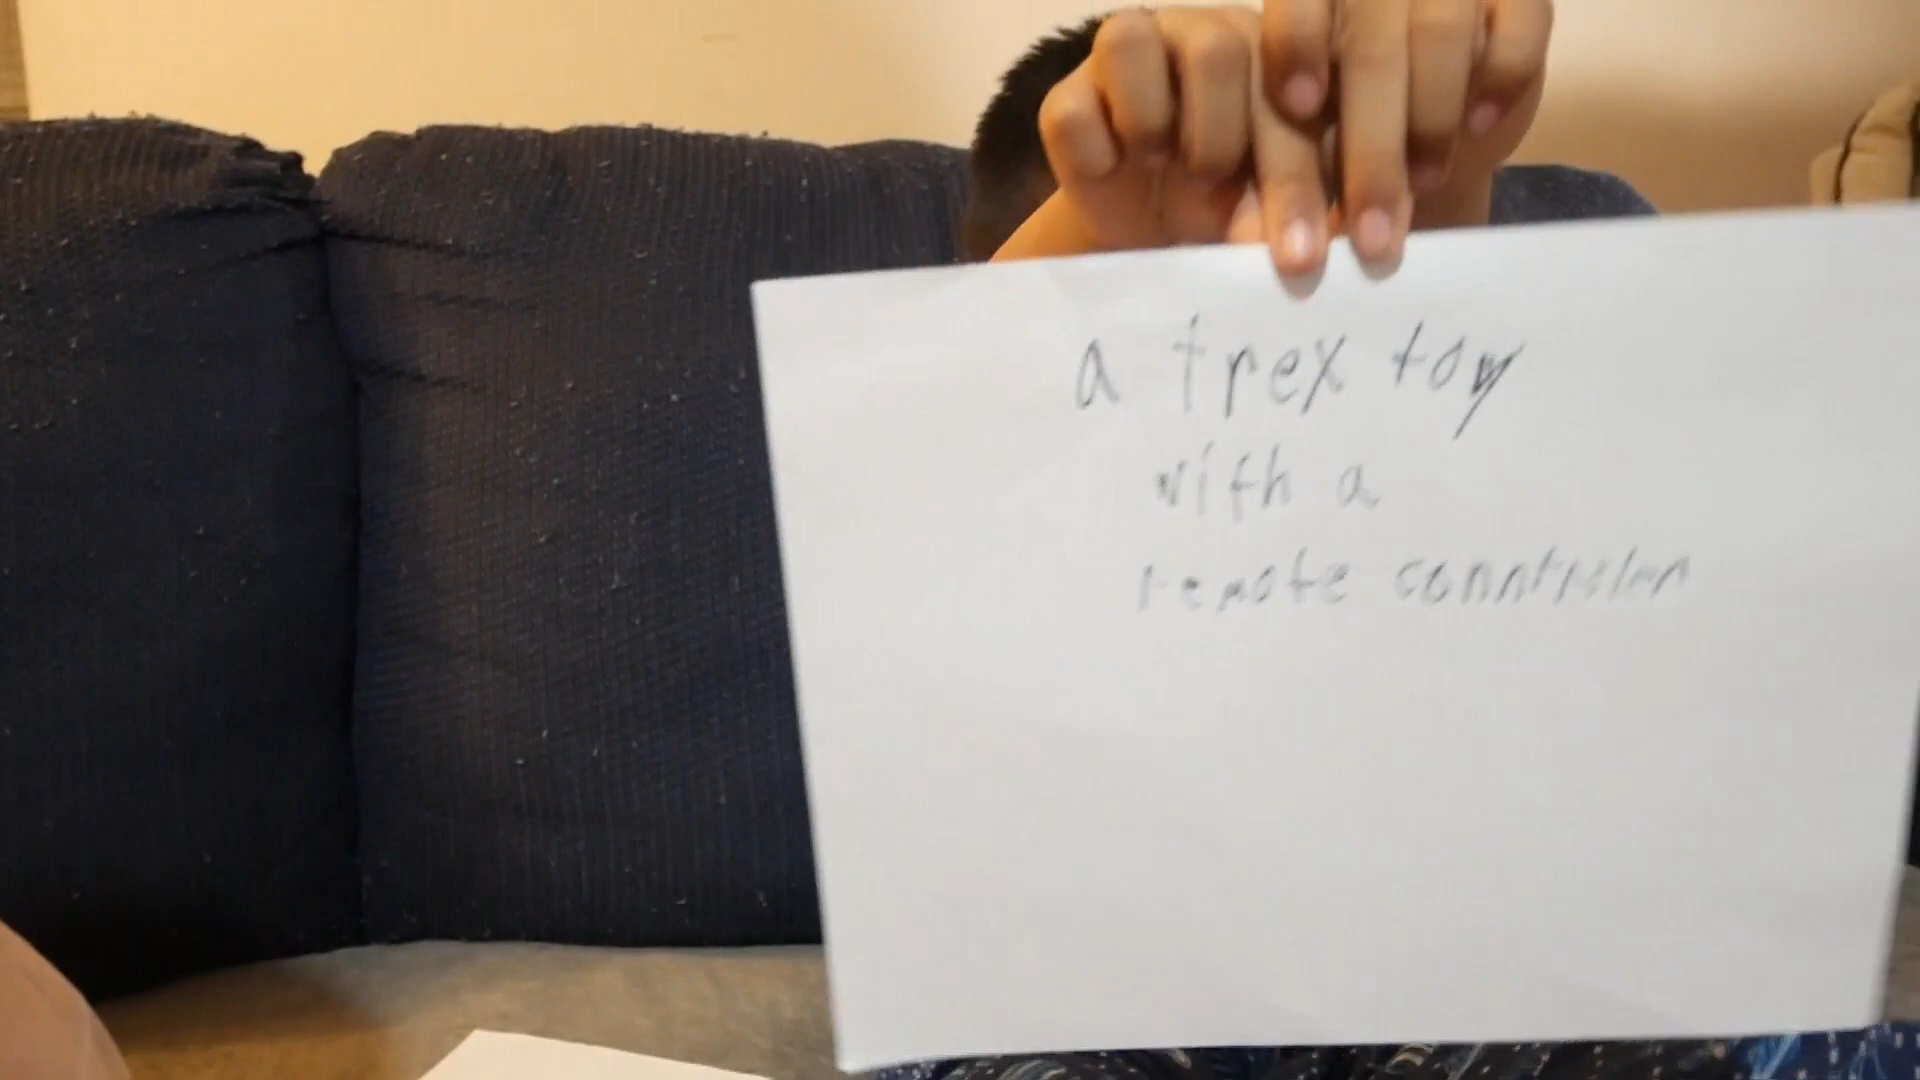 a trex toy
with a
remote